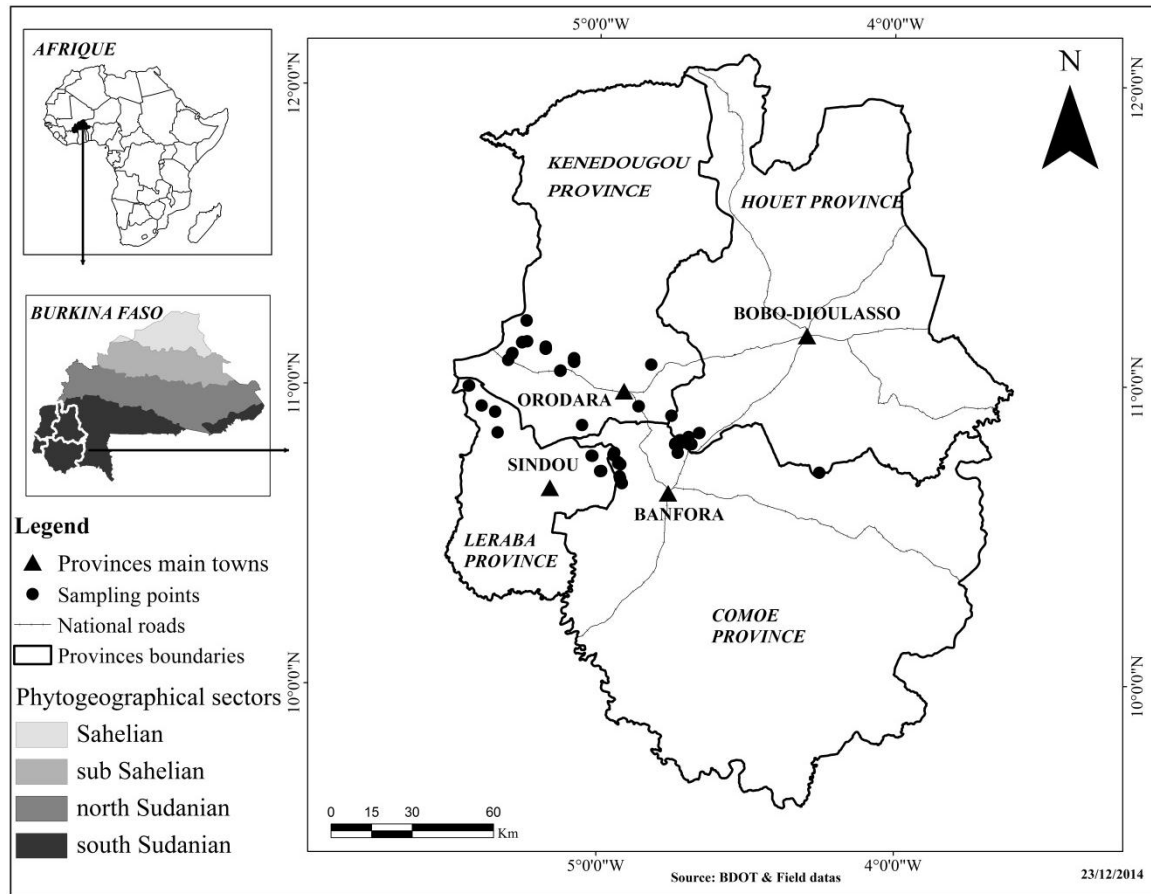 AFRIQUE
BURKINA FASO
Legend
Provinces main towns
Sampling points
National roads
Provinces boundaries
Phytogeographical sectors
Sahelian
sub Sahelian
north Sudanian
south Sudanian
5°0'0"W
4°0'0"W
12°0'0"N
12°0'0"N
N
KENEDOUGOU
PROVINCE
HOUET PROVINCE
BOBO-DIOULASSO
11°0'0"N
11°0'0"N
ORODARA
SINDOU
BANFORA
LERABA
PROVINCE
COMOE
PROVINCE
10°0'0"N
10°0'0"N
0 15 30 60
Km
5°0'0"W
4°0'0"W
Source: BDOT & Field datas
23/12/2014